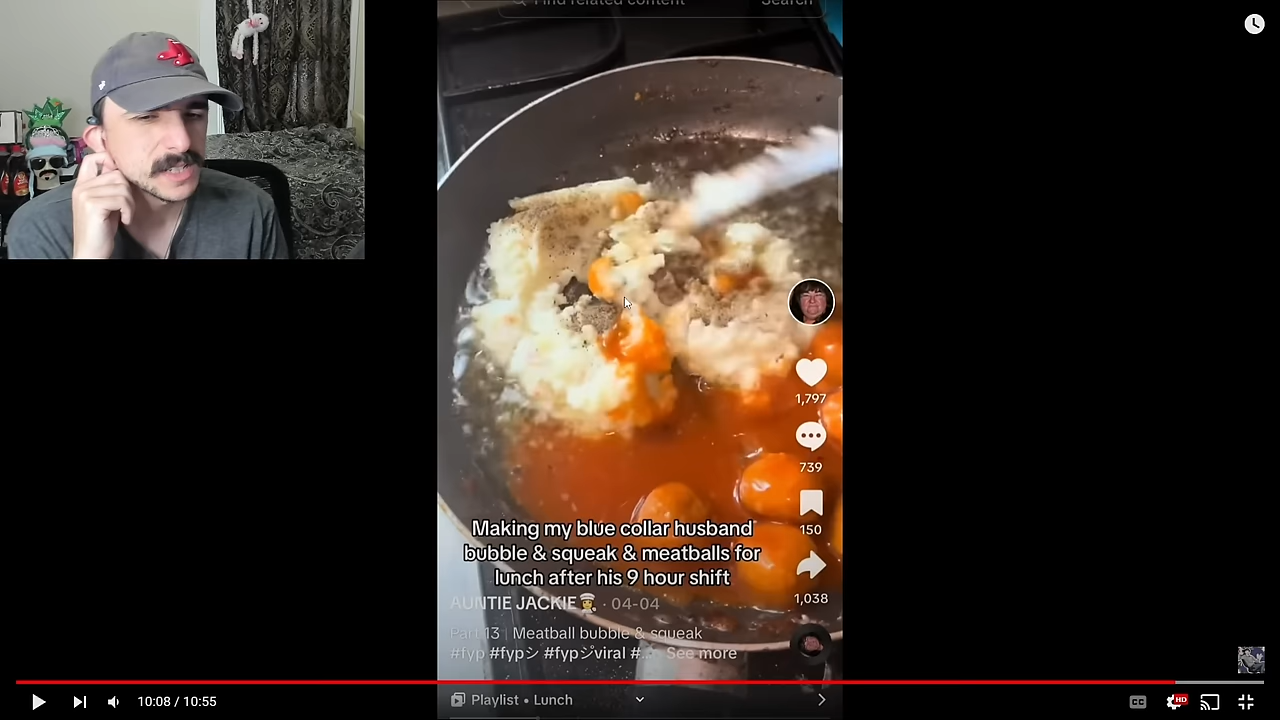 Find related content
Search
1,797
739
150
1,038
Making my blue collar husband
bubble & squeak & meatballs for
lunch after his 9 hour shift
AUNTIE JACKIE👩‍🍳 · 04-04
Part 13 | Meatball bubble & squeak
#fyp #fypシ #fypシviral #... See more
Playlist • Lunch
10:08 / 10:55
CC
HD